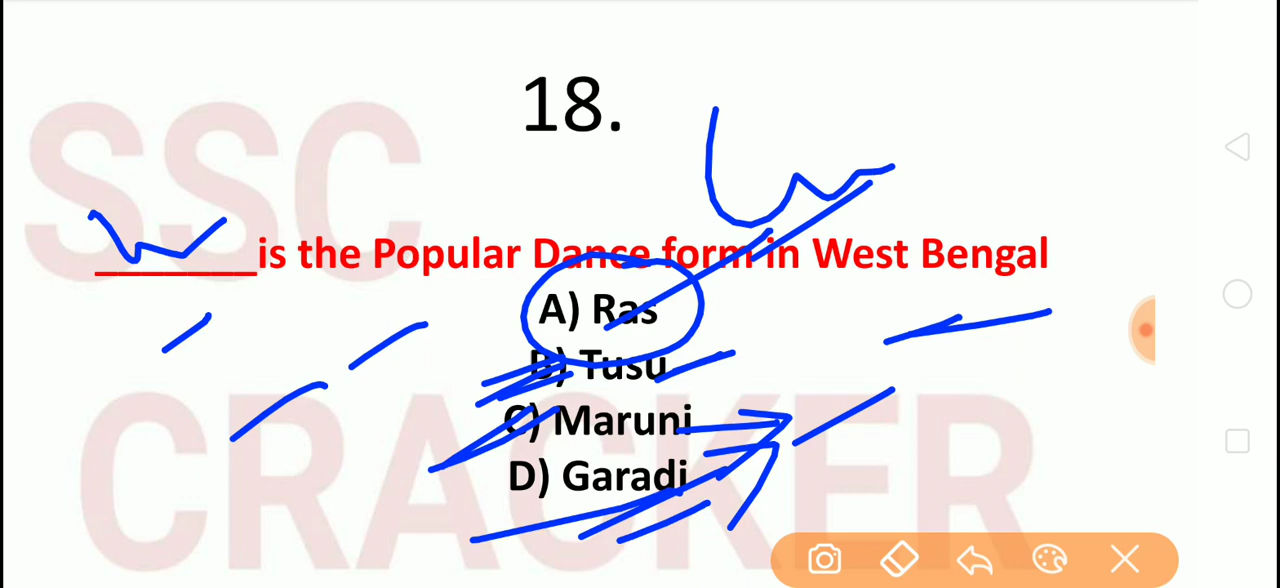 SSC
CRACKER
18.
________is the Popular Dance form in West Bengal
A) Ras
B) Tusu
C) Maruni
D) Garadi